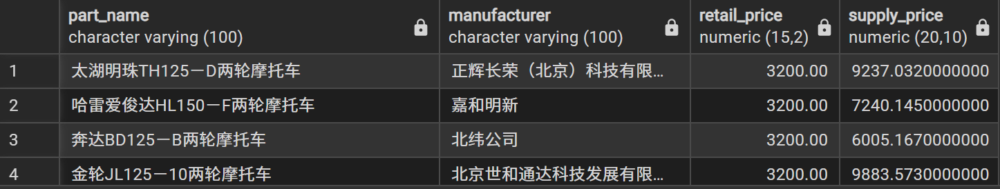 part_name manufacturer retail_price supply_price
character varying (100) character varying (100) numeric (15,2) numeric (20,10)
1 太湖明珠TH125－D两轮摩托车 正辉长荣（北京）科技有限… 3200.00 9237.0320000000
2 哈雷爱俊达HL150－F两轮摩托车 嘉和明新 3200.00 7240.1450000000
3 奔达BD125－B两轮摩托车 北纬公司 3200.00 6005.1670000000
4 金轮JL125－10两轮摩托车 北京世和通达科技发展有限… 3200.00 9883.5730000000